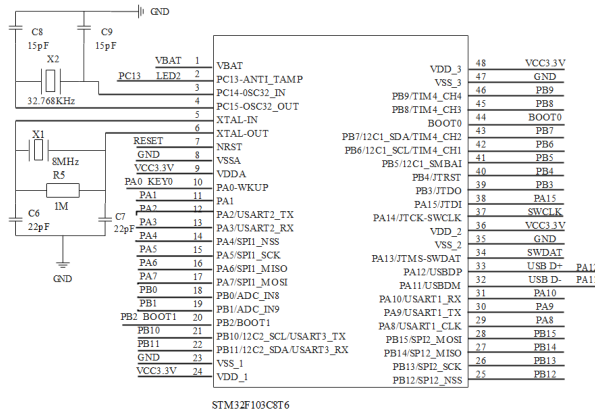 GND
C8
15pF
C9
15pF
X2
32.768KHz
X1
8MHz
R5
1M
C6
22pF
C7
22pF
GND
VBAT 1 VBAT
PC13 LED2 2 PC13-ANTI_TAMP
3 PC14-0SC32_IN
4 PC15-OSC32_OUT
5 XTAL-IN
6 XTAL-OUT
RESET 7 NRST
GND 8 VSSA
VCC3.3V 9 VDDA
PA0 KEY0 10 PA0-WKUP
PA1 11 PA1
PA2 12 PA2/USART2_TX
PA3 13 PA3/USART2_RX
PA4 14 PA4/SPI1_NSS
PA5 15 PA5/SPI1_SCK
PA6 16 PA6/SPI1_MISO
PA7 17 PA7/SPI1_MOSI
PB0 18 PB0/ADC_IN8
PB1 19 PB1/ADC_IN9
PB2 BOOT1 20 PB2/BOOT1
PB10 21 PB10/12C2_SCL/USART3_TX
PB11 22 PB11/12C2_SDA/USART3_RX
GND 23 VSS_1
VCC3.3V 24 VDD_1
VDD_3 48 VCC3.3V
VSS_3 47 GND
PB9/TIM4_CH4 46 PB9
PB8/TIM4_CH3 45 PB8
BOOT0 44 BOOT0
PB7/12C1_SDA/TIM4_CH2 43 PB7
PB6/12C1_SCL/TIM4_CH1 42 PB6
PB5/12C1_SMBAI 41 PB5
PB4/JTRST 40 PB4
PB3/JTDO 39 PB3
PA15/JTDI 38 PA15
PA14/JTCK-SWCLK 37 SWCLK
VDD_2 36 VCC3.3V
VSS_2 35 GND
PA13/JTMS-SWDAT 34 SWDAT
PA12/USBDP 33 USB D+ PA12
PA11/USBDM 32 USB D-
PA10/USART1_RX 31 PA10
PA9/USART1_TX 30 PA9
PA8/USART1_CLK 29 PA8
PB15/SPI2_MOSI 28 PB15
PB14/SP12_MISO 27 PB14
PB13/SPI2_SCK 26 PB13
PB12/SP12_NSS 25 PB12
STM32F103C8T6